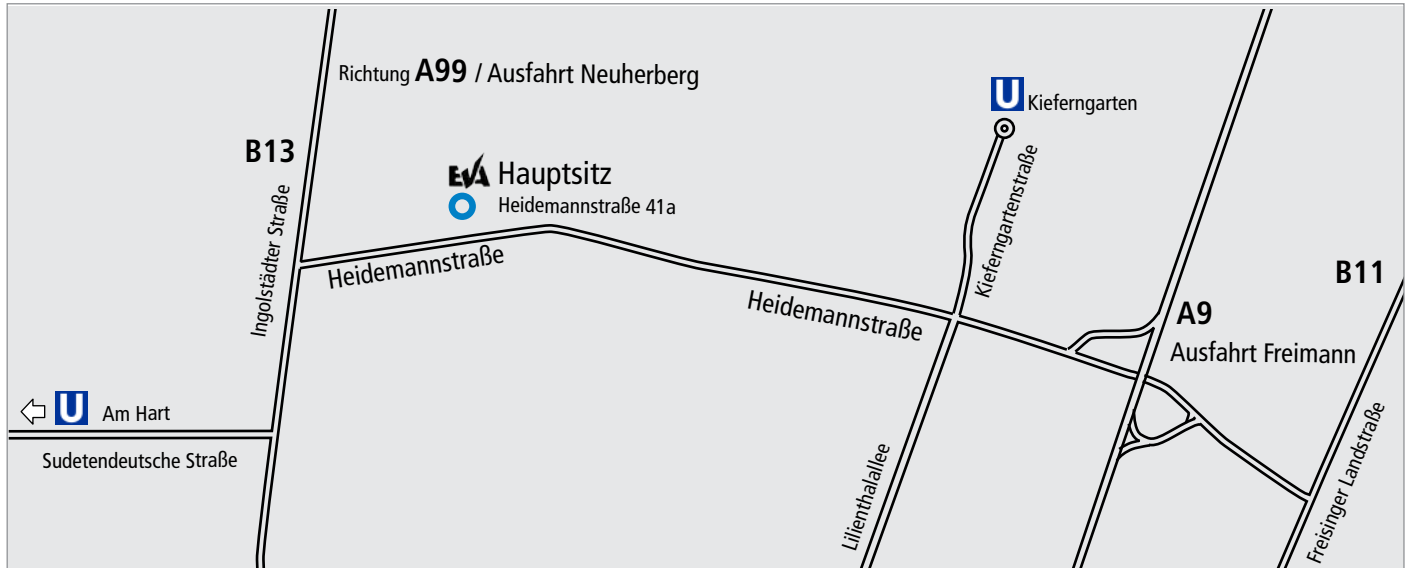 Richtung A99 / Ausfahrt Neuherberg
U Kieferngarten
B13
EVA Hauptsitz
Heidemannstraße 41a
Ingolstädter Straße
Heidemannstraße
Kieferngartenstraße
B11
Heidemannstraße
A9
Ausfahrt Freimann
U Am Hart
Sudetendeutsche Straße
Lilienthalallee
Freisinger Landstraße